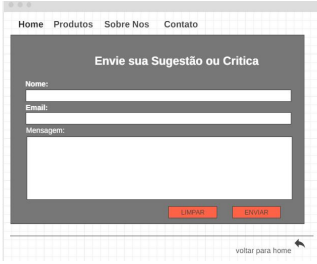 Home Produtos Sobre Nos Contato
Envie sua Sugestão ou Critica
Nome:
Email:
Mensagem:
LIMPAR ENVIAR
voltar para home